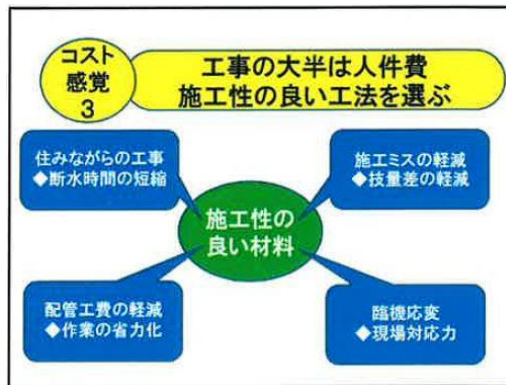 コスト
感覚
3
工事の大半は人件費
施工性の良い工法を選ぶ
住みながらの工事
◆断水時間の短縮
施工ミスの軽減
◆技量差の軽減
施工性の
良い材料
配管工費の軽減
◆作業の省力化
臨機応変
◆現場対応力